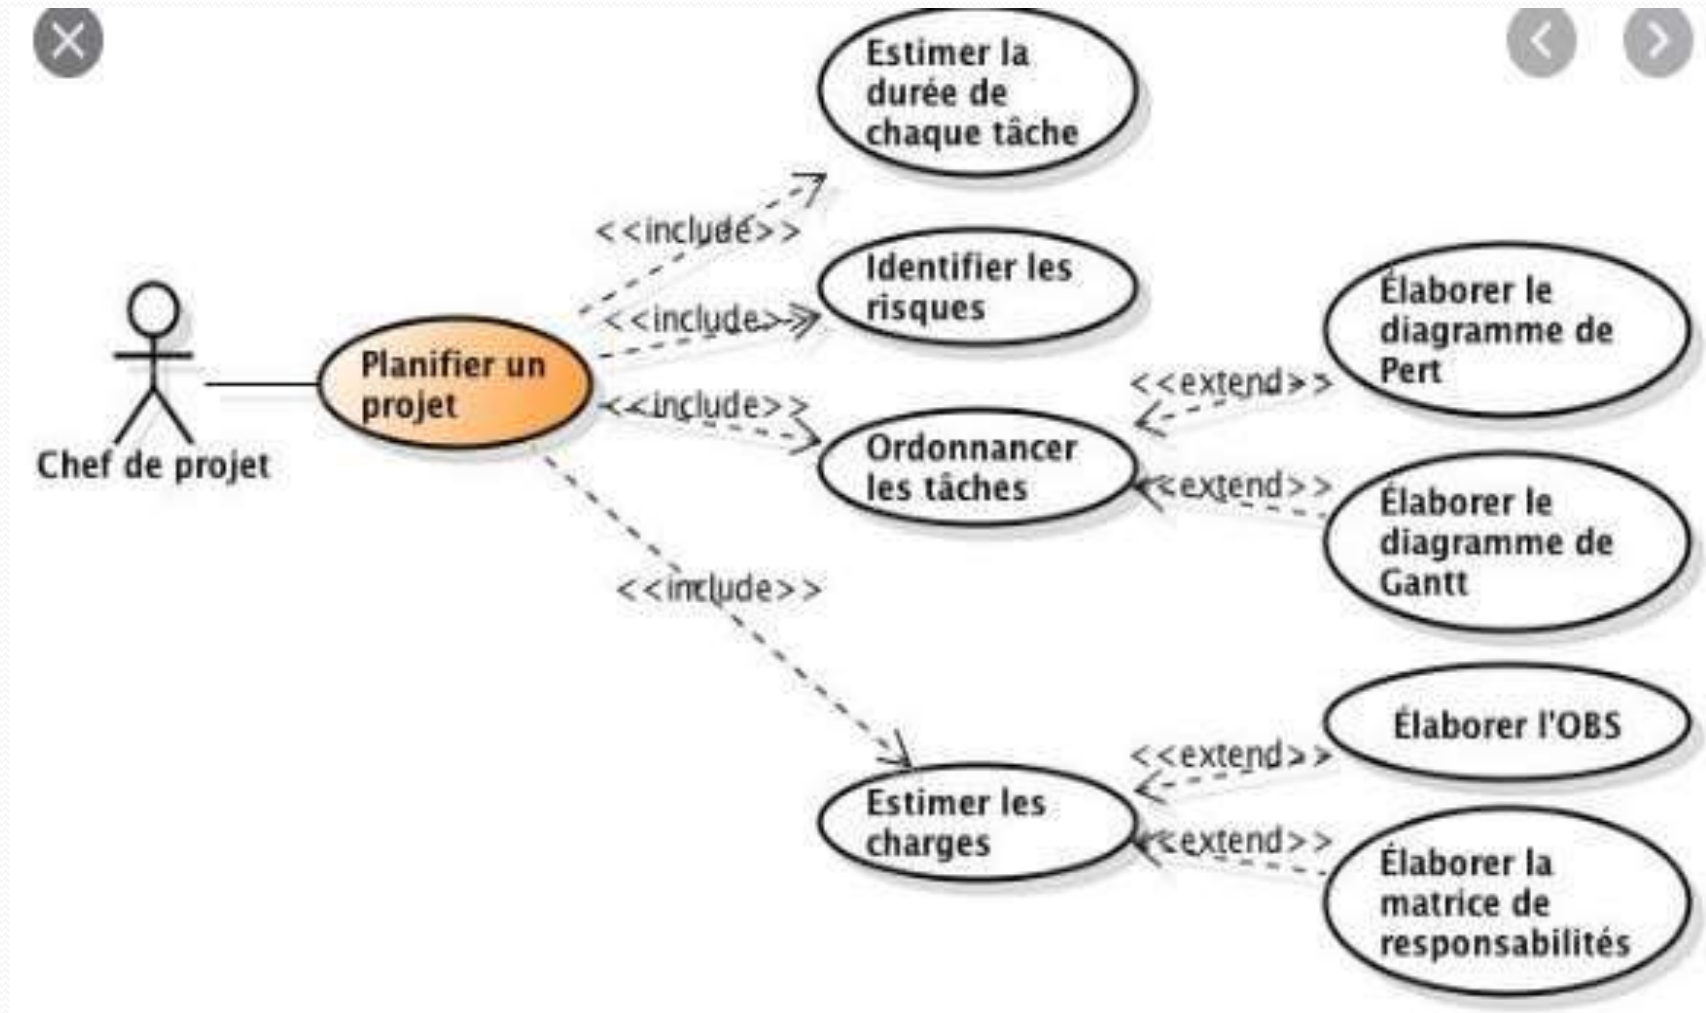 Estimer la
durée de
chaque tâche
<<include>>
Identifier les
risques
<<include>>
Planifier un
projet
Chef de projet
<<include>>
Ordonnancer
les tâches
<<extend>>
Élaborer le
diagramme de
Pert
<<extend>>
Élaborer le
diagramme de
Gantt
<<include>>
Estimer les
charges
<<extend>>
Élaborer l'OBS
<<extend>>
Élaborer la
matrice de
responsabilités